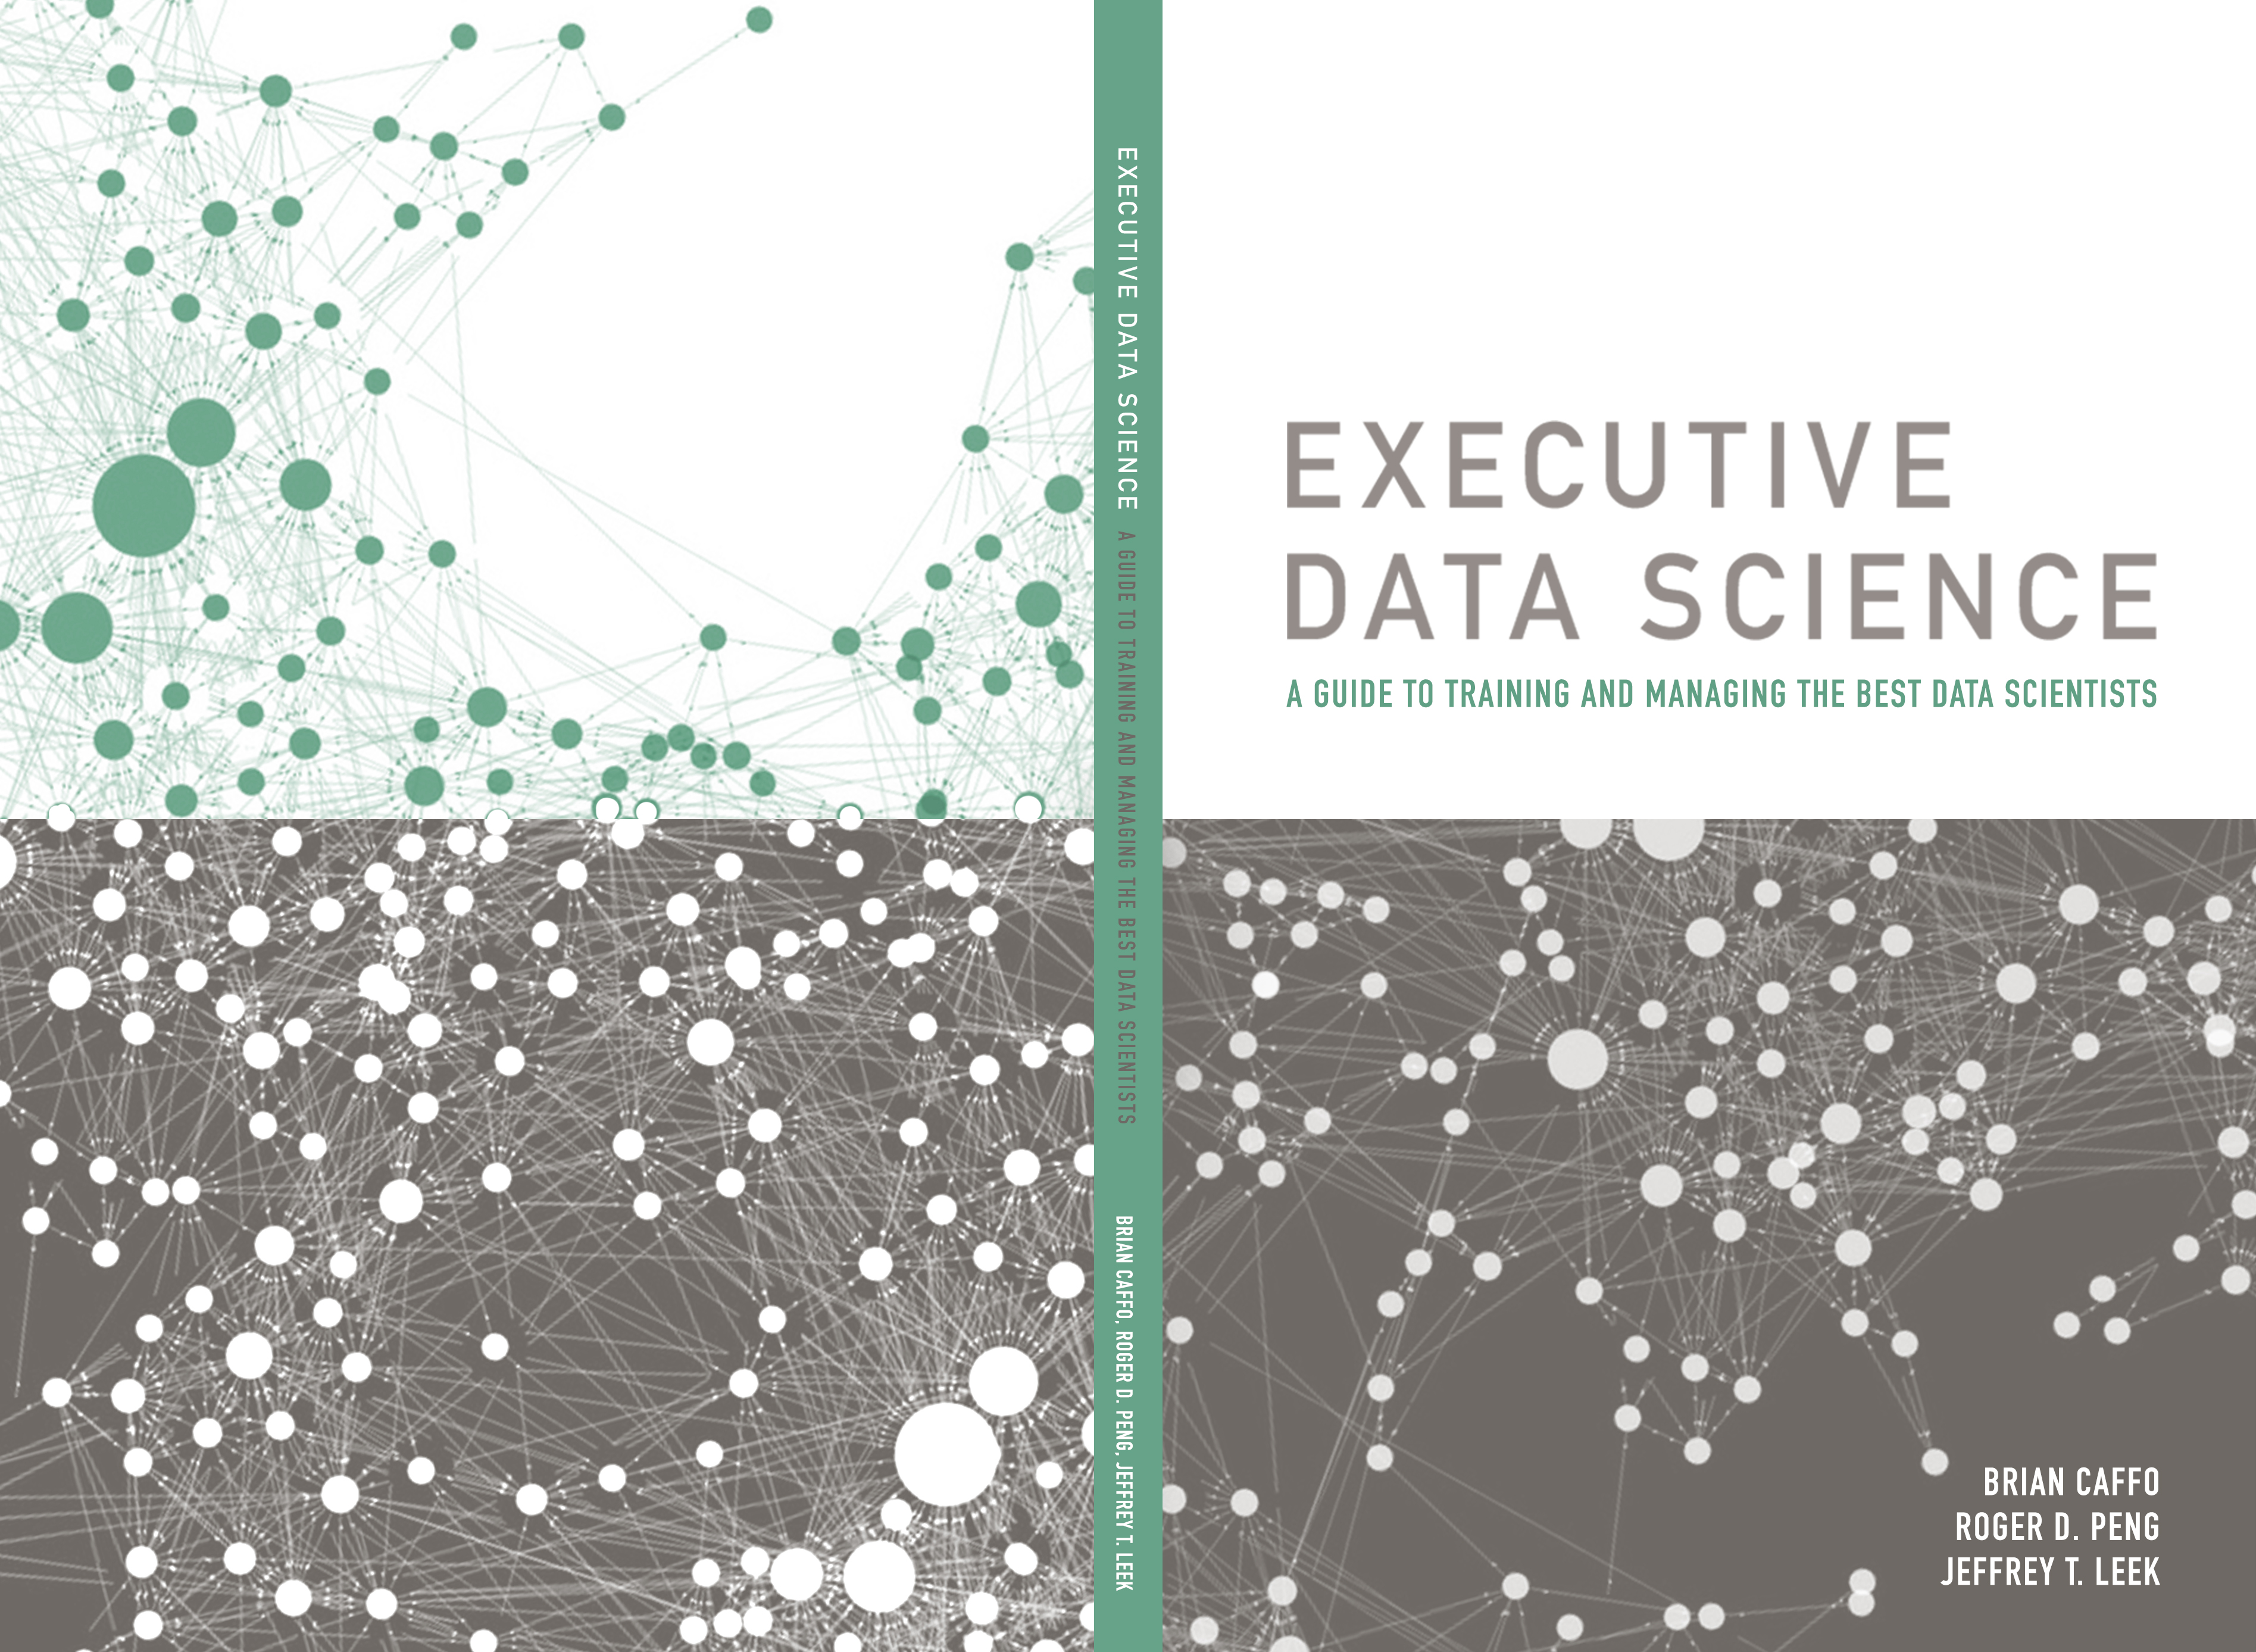 EXECUTIVE DATA SCIENCE A GUIDE TO TRAINING AND MANAGING THE BEST DATA SCIENTISTS BRIAN CAFFO, ROGER D. PENG, JEFFREY T. LEEK
EXECUTIVE
DATA SCIENCE
A GUIDE TO TRAINING AND MANAGING THE BEST DATA SCIENTISTS
BRIAN CAFFO
ROGER D. PENG
JEFFREY T. LEEK